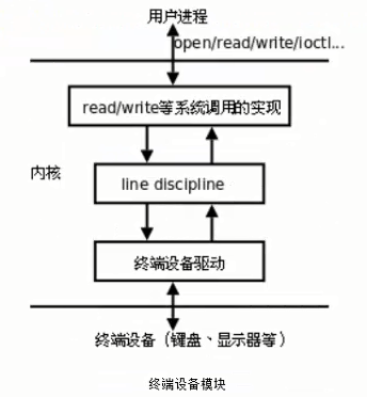 用户进程
open/read/write/ioctl...
read/write等系统调用的实现
内核
line discipline
终端设备驱动
终端设备（键盘、显示器等）
终端设备模块